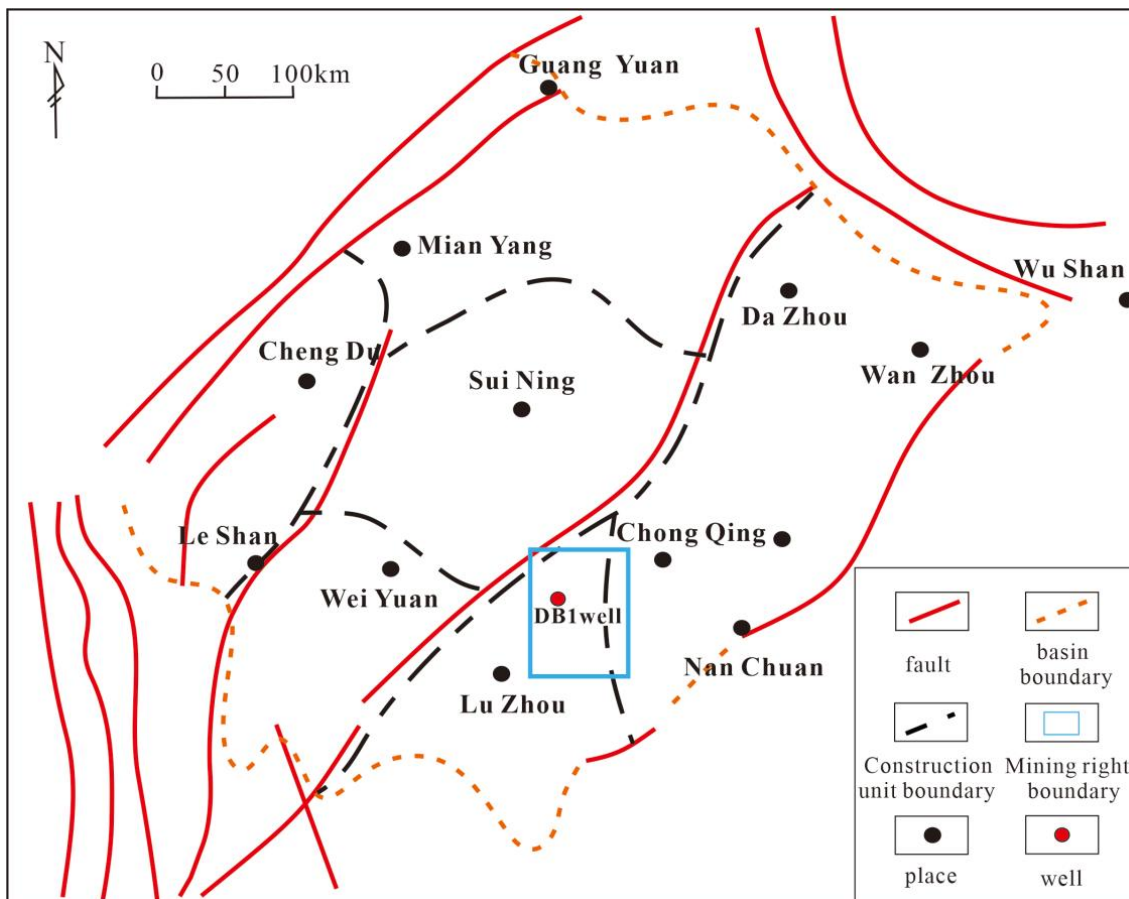 N
0 50 100km
Guang Yuan
Mian Yang
Wu Shan
Da Zhou
Cheng Du
Sui Ning
Wan Zhou
Le Shan
Chong Qing
Wei Yuan
DB1well
Nan Chuan
Lu Zhou
fault
basin
boundary
Construction
unit boundary
Mining right
boundary
place
well